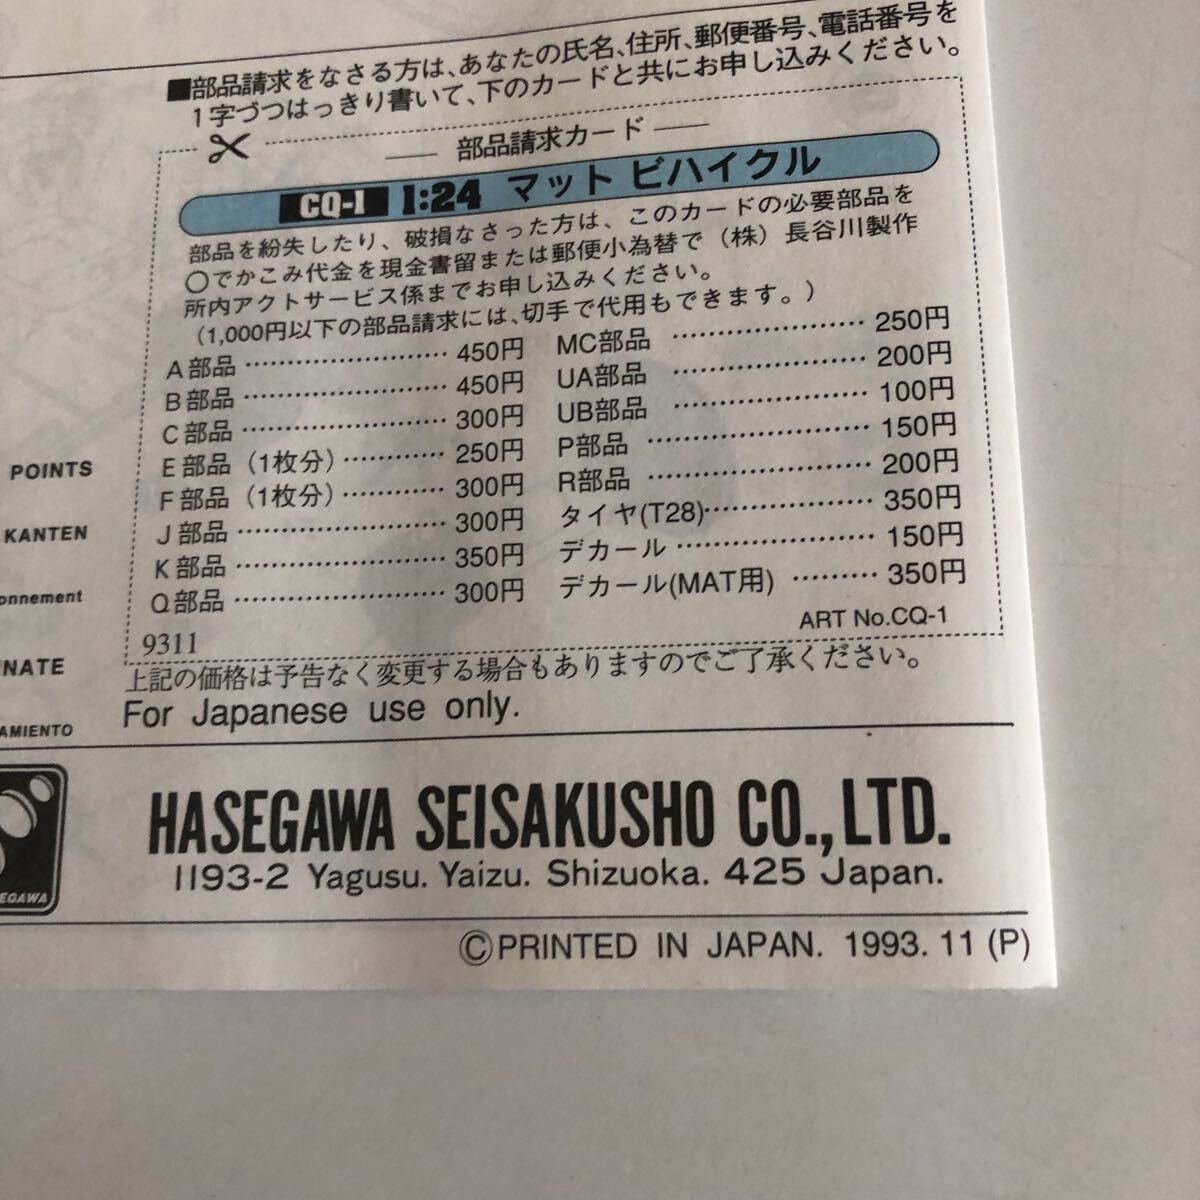 ■部品請求をなさる方は、あなたの氏名、住所、郵便番号、電話番号を
1字づつはっきり書いて、下のカードと共にお申し込みください。
部品請求カード
CQ-1 1:24 マット ビハイクル
部品を紛失したり、破損なさった方は、このカードの必要部品を
○でかこみ代金を現金書留または郵便小為替で(株)長谷川製作
所内アクトサービス係までお申し込みください。
(1,000円以下の部品請求には、切手で代用もできます。)
A部品 450円
B部品 450円
C部品 300円
E部品(1枚分) 250円
F部品(1枚分) 300円
J部品 300円
K部品 350円
Q部品 300円
MC部品 250円
UA部品 200円
UB部品 100円
P部品 150円
R部品 200円
タイヤ(T28) 350円
デカール 150円
デカール(MAT用) 350円
9311
ART No.CQ-1
上記の価格は予告なく変更する場合もありますのでご了承ください。
For Japanese use only.
POINTS
KANTEN
onnement
NATE
AMIENTO
EGAWA
HASEGAWA SEISAKUSHO CO., LTD.
1193-2 Yagusu. Yaizu. Shizuoka. 425 Japan.
©PRINTED IN JAPAN. 1993. 11 (P)